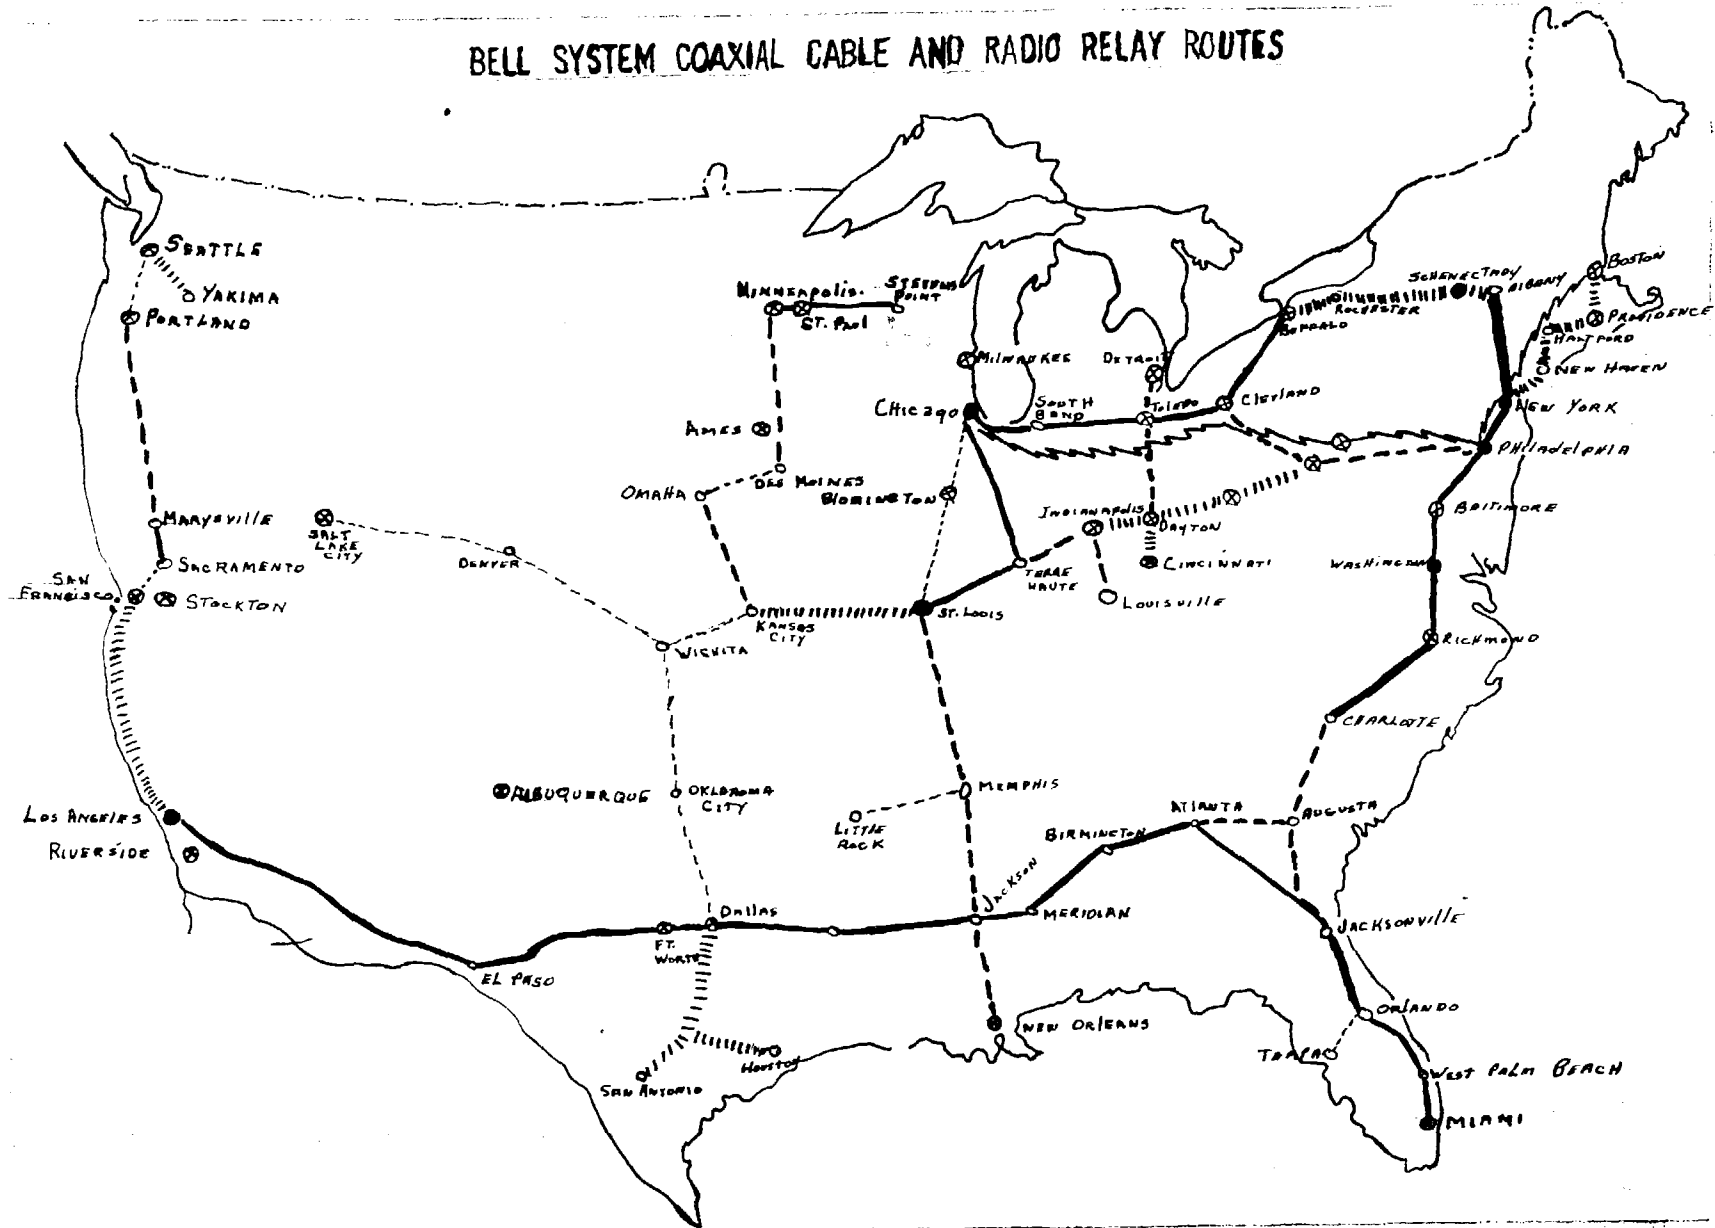 BELL SYSTEM COAXIAL CABLE AND RADIO RELAY ROUTES
SEATTLE
YAKIMA
PORTLAND
MINNEAPOLIS.
ST. PAUL
STEVENS
POINT
SCHENECTADY
ALBANY
BOSTON
ROCHESTER
BUFFALO
PROVIDENCE
HARTFORD
NEW HAVEN
MILWAUKEE
DETROIT
CHICAGO
SOUTH
BEND
TOLEDO
CLEVLAND
NEW YORK
PHILADELPHIA
AMES
DES MOINES
OMAHA
BLOOMINGTON
INDIANAPOLIS
DAYTON
BALTIMORE
MARYSVILLE
SALT
LAKE
CITY
DENVER
SACRAMENTO
SAN
FRANCISCO.
STOCKTON
TERRE
HAUTE
CINCINNATI
LOUISVILLE
WASHINGTON
KANSAS
CITY
ST. LOUIS
WICHITA
RICHMOND
CHARLOTTE
ALBUQUERQUE
OKLAHOMA
CITY
MEMPHIS
LITTLE
ROCK
LOS ANGELES
RIVERSIDE
ATLANTA
AUGUSTA
BIRMINGTON
JACKSON
MERIDIAN
DALLAS
FT.
WORTH
JACKSONVILLE
EL PASO
ORLANDO
NEW ORLEANS
TAMPA
HOUSTON
SAN ANTONIO
WEST PALM BEACH
MIAMI